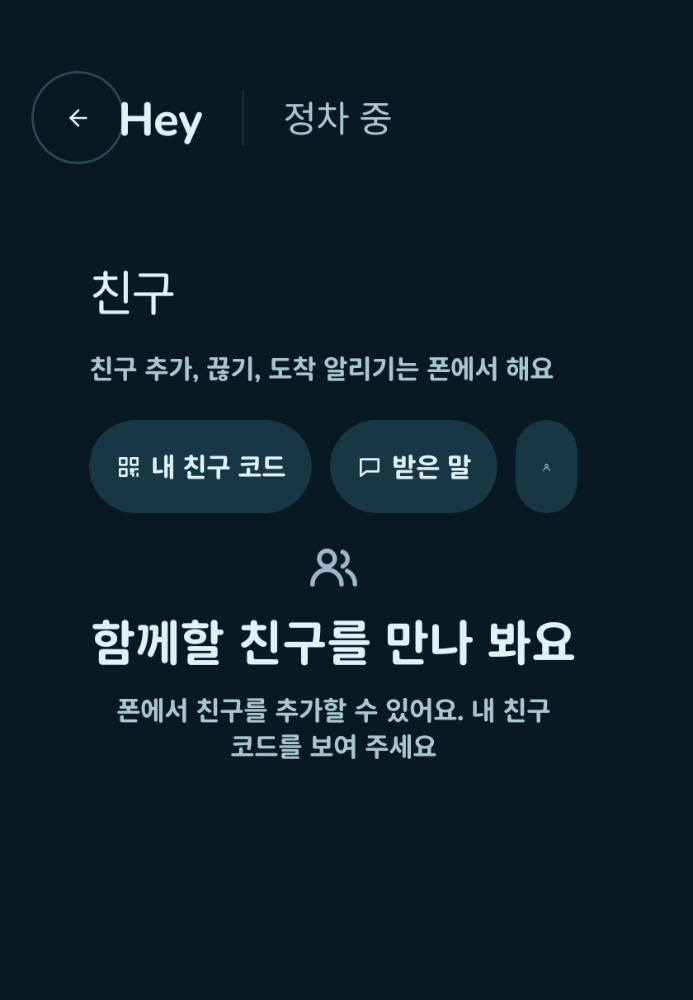 Hey
정차 중
친구
친구 추가, 끊기, 도착 알리기는 폰에서 해요
내 친구 코드
받은 말
함께할 친구를 만나 봐요
폰에서 친구를 추가할 수 있어요. 내 친구
코드를 보여 주세요